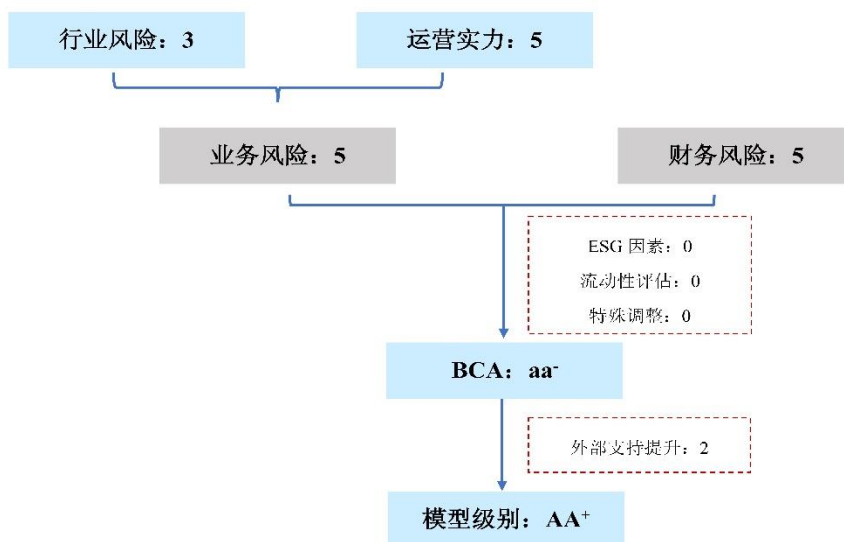 行业风险：3
运营实力：5
业务风险：5
财务风险：5
ESG 因素：0
流动性评估：0
特殊调整：0
BCA：aa-
外部支持提升：2
模型级别：AA+